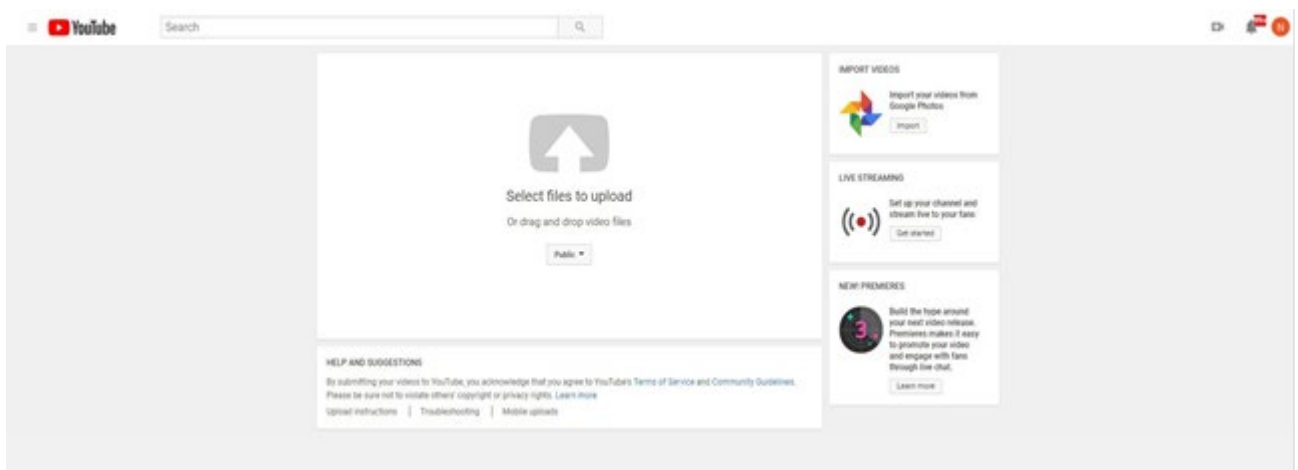 YouTube
Search
N
Select files to upload
Or drag and drop video files
Public
HELP AND SUGGESTIONS
By submitting your videos to YouTube, you acknowledge that you agree to YouTube's Terms of Service and Community Guidelines.
Please be sure not to violate others' copyright or privacy rights. Learn more
Upload instructions | Troubleshooting | Mobile uploads
IMPORT VIDEOS
Import your videos from
Google Photos
Import
LIVE STREAMING
Set up your channel and
stream live to your fans
Get started
NEW! PREMIERES
3
Build the hype around
your next video release.
Premieres makes it easy
to promote your video
and engage with fans
through live chat.
Learn more